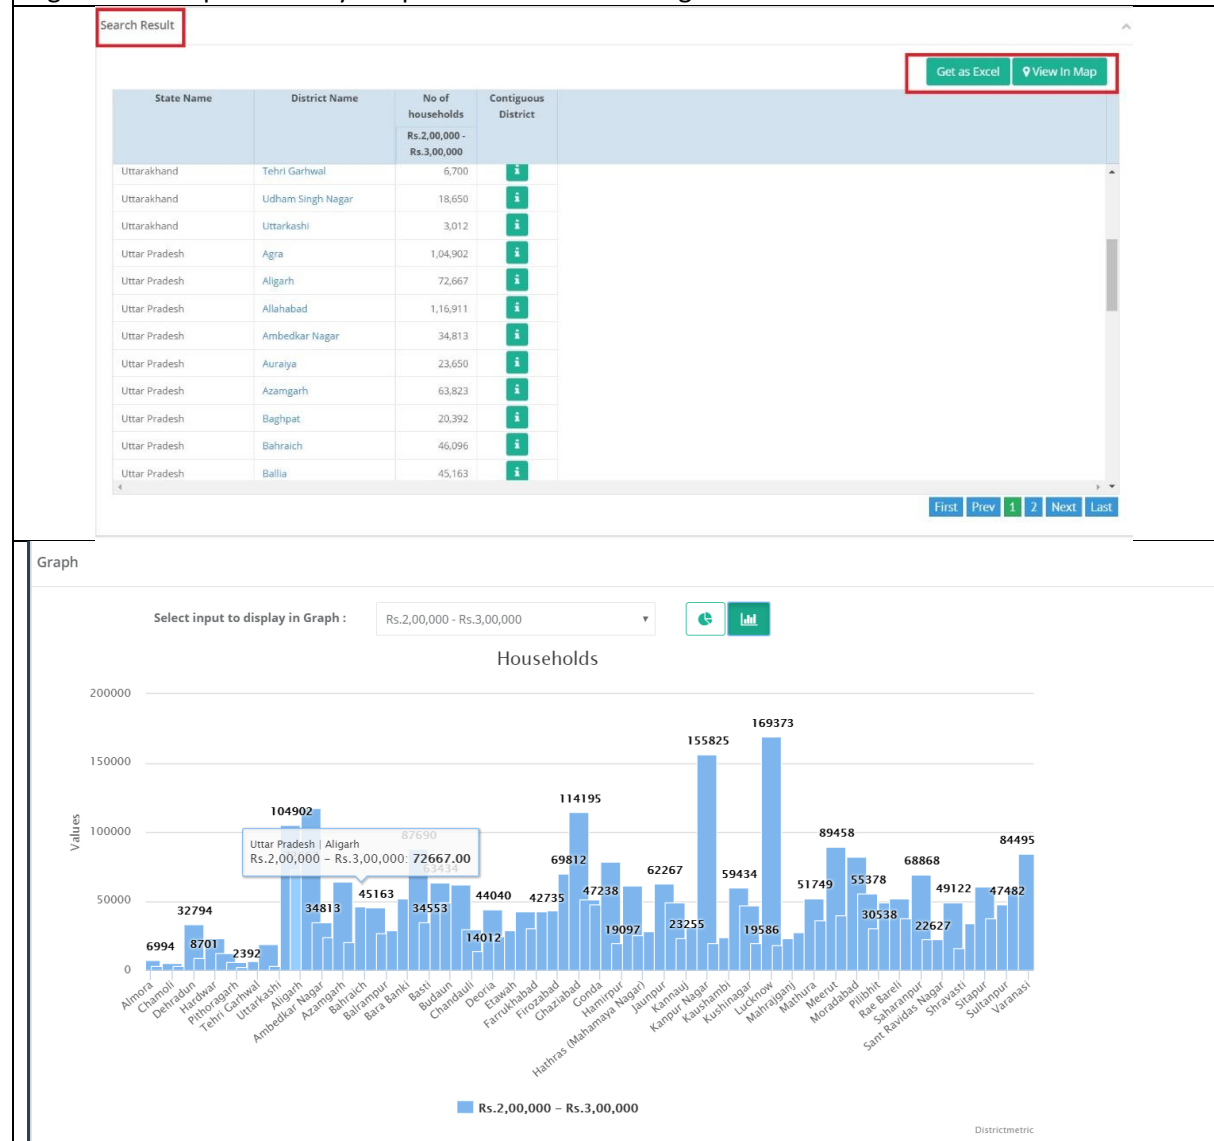 Search Result
Get as Excel View In Map
State Name District Name No of households Contiguous District
Rs.2,00,000 - Rs.3,00,000
Uttarakhand Tehri Garhwal 6,700
Uttarakhand Udham Singh Nagar 18,650
Uttarakhand Uttarkashi 3,012
Uttar Pradesh Agra 1,04,902
Uttar Pradesh Aligarh 72,667
Uttar Pradesh Allahabad 1,16,911
Uttar Pradesh Ambedkar Nagar 34,813
Uttar Pradesh Auraiya 23,650
Uttar Pradesh Azamgarh 63,823
Uttar Pradesh Baghpat 20,392
Uttar Pradesh Bahraich 46,096
Uttar Pradesh Ballia 45,163
First Prev 1 2 Next Last
Graph
Select input to display in Graph : Rs.2,00,000 - Rs.3,00,000
Households
Values
200000
150000
100000
50000
0
6994
32794
8701
2392
104902
34813
45163
87690
63434
34553
44040
14012
42735
69812
114195
47238
19097
62267
23255
155825
59434
19586
169373
51749
89458
55378
30538
68868
22627
49122
47482
84495
Uttar Pradesh | Aligarh
Rs.2,00,000 – Rs.3,00,000: 72667.00
Almora
Chamoli
Dehradun
Hardwar
Pithoragarh
Tehri Garhwal
Uttarkashi
Aligarh
Ambedkar Nagar
Azamgarh
Bahraich
Balrampur
Bara Banki
Basti
Budaun
Chandauli
Deoria
Etawah
Farrukhabad
Firozabad
Ghaziabad
Gonda
Hamirpur
Hathras (Mahamaya Nagar)
Jaunpur
Kannauj
Kanpur Nagar
Kaushambi
Kushinagar
Lucknow
Mahrajganj
Mathura
Meerut
Moradabad
Pilibhit
Rae Bareli
Saharanpur
Sant Ravidas Nagar
Shravasti
Sitapur
Sultanpur
Varanasi
Rs.2,00,000 – Rs.3,00,000
Districtmetric